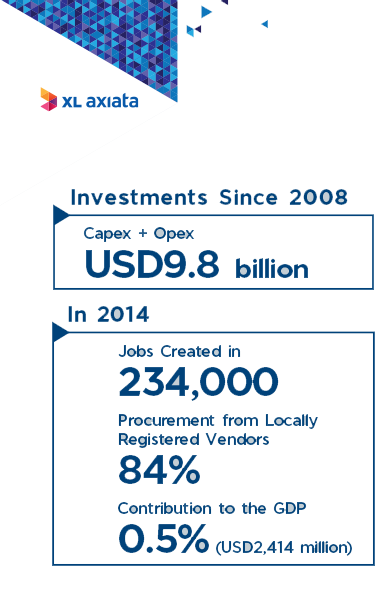 XL axiata
Investments Since 2008
Capex + Opex
USD9.8 billion
In 2014
Jobs Created in
234,000
Procurement from Locally
Registered Vendors
84%
Contribution to the GDP
0.5% (USD2,414 million)